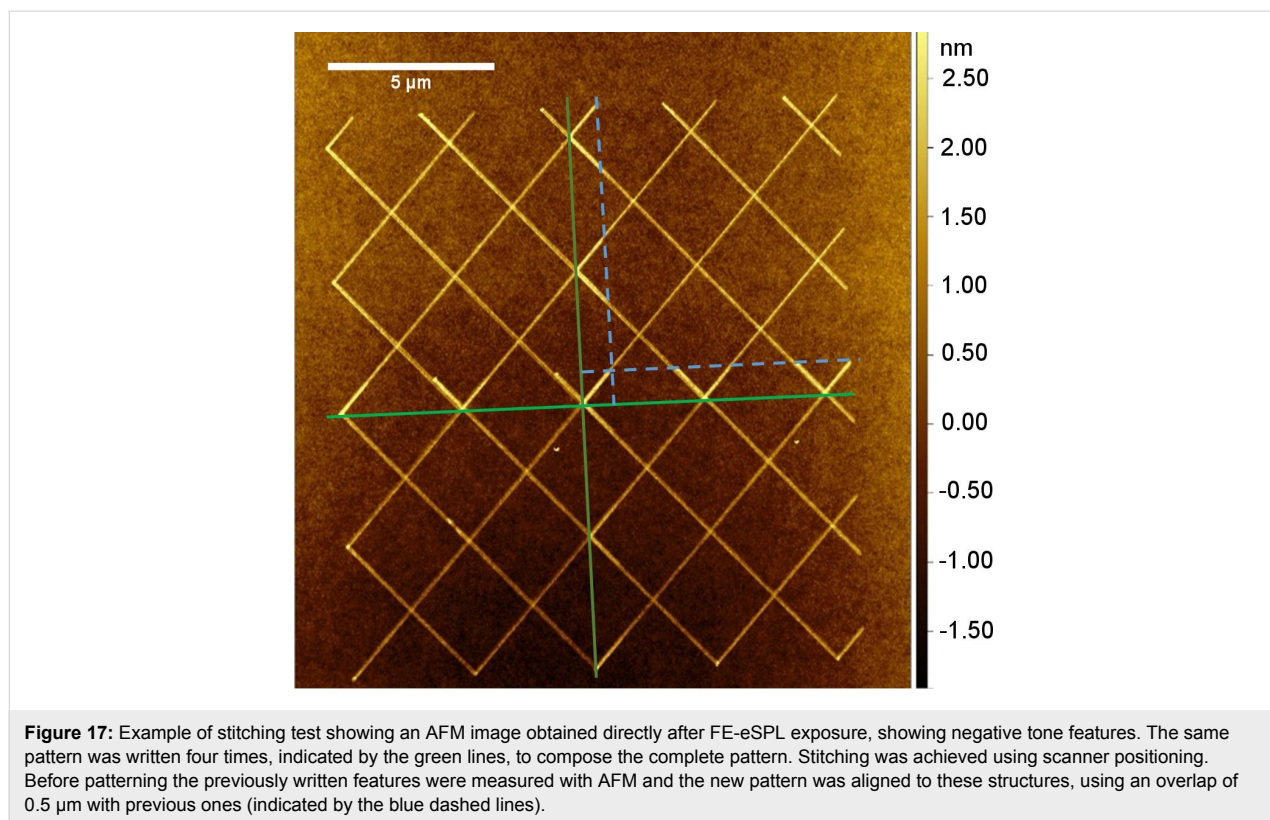 nm
5 µm
2.50
2.00
1.50
1.00
0.50
0.00
-0.50
-1.00
-1.50
Figure 17: Example of stitching test showing an AFM image obtained directly after FE-eSPL exposure, showing negative tone features. The same
pattern was written four times, indicated by the green lines, to compose the complete pattern. Stitching was achieved using scanner positioning.
Before patterning the previously written features were measured with AFM and the new pattern was aligned to these structures, using an overlap of
0.5 µm with previous ones (indicated by the blue dashed lines).